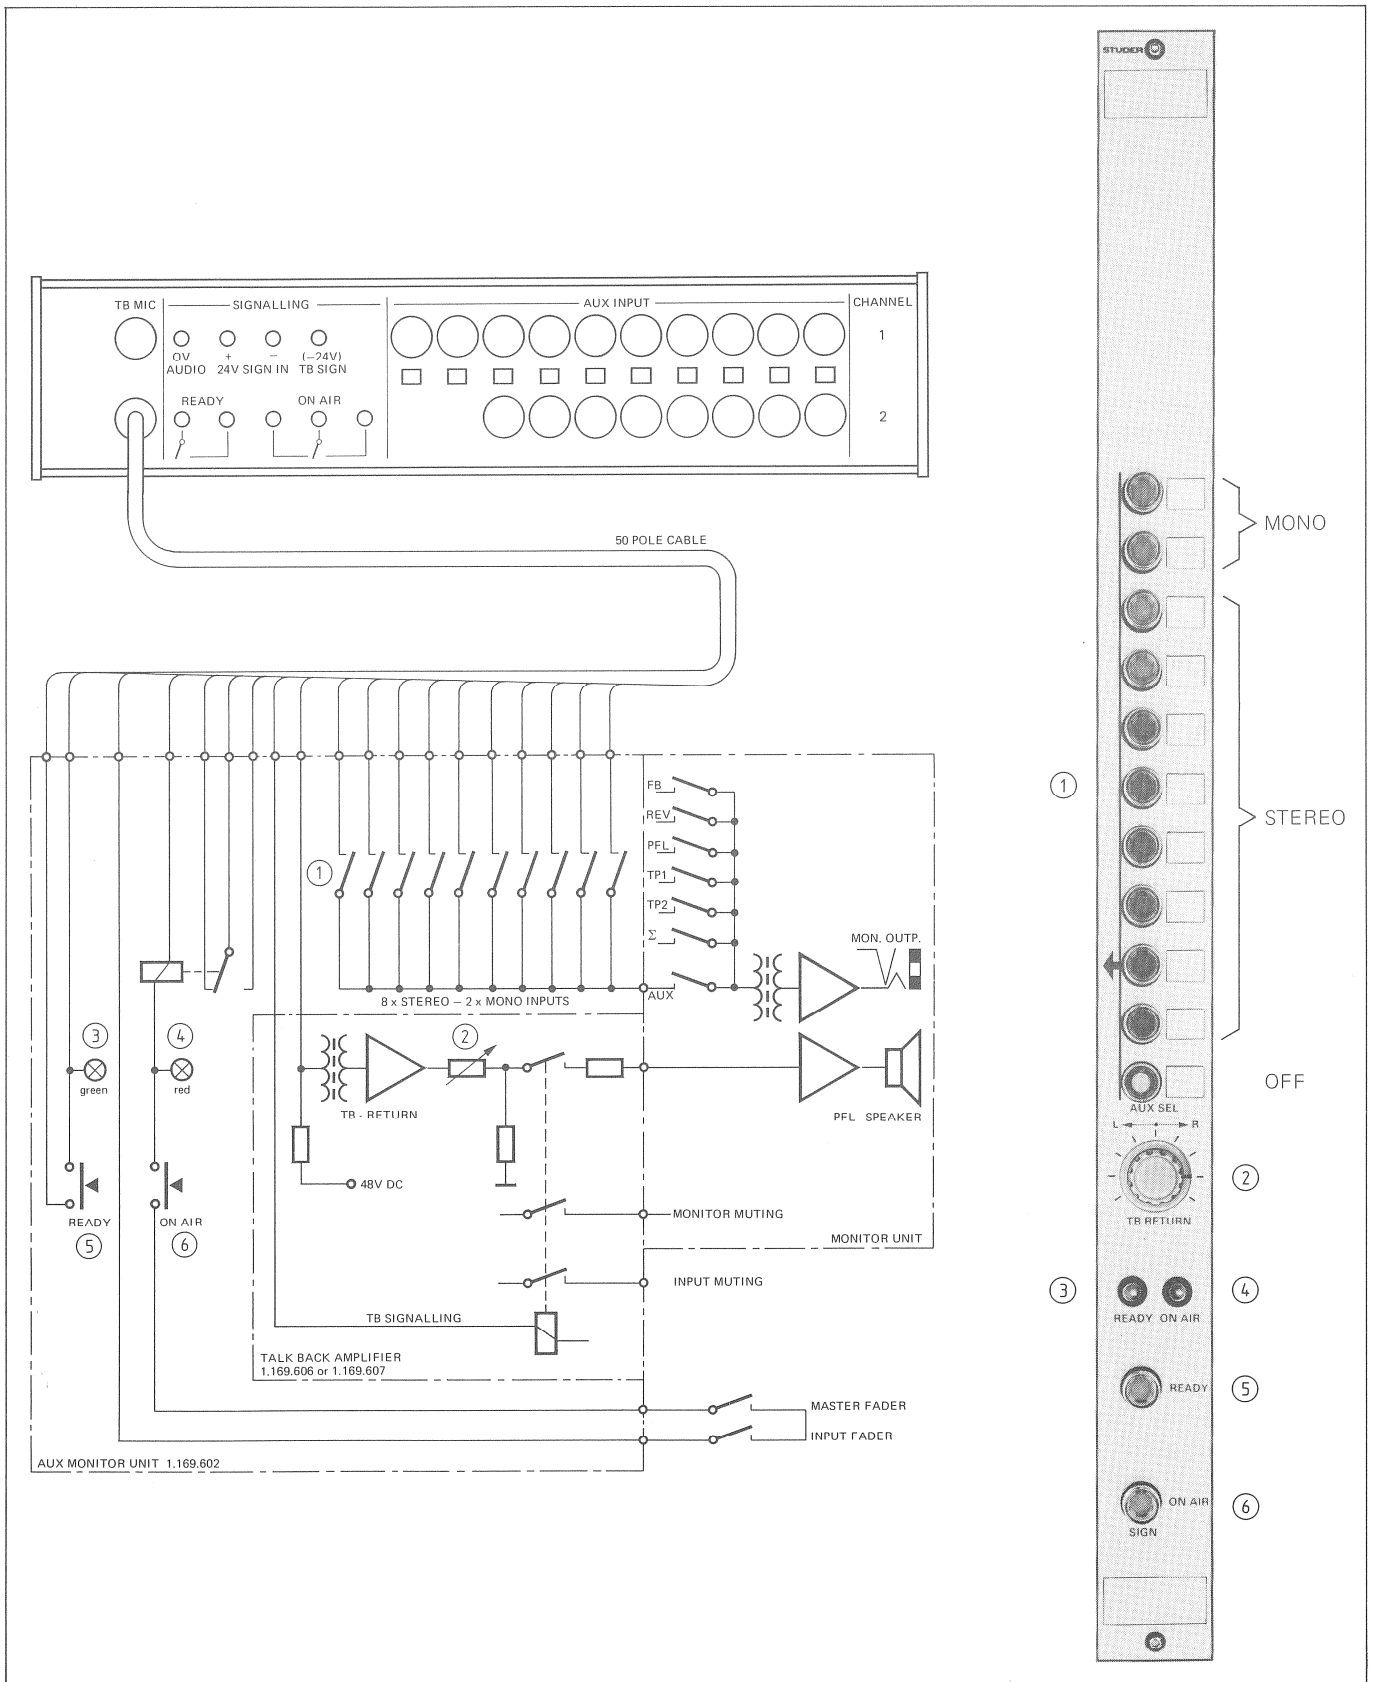 STUDER
TB MIC
SIGNALLING
AUX INPUT
CHANNEL
1
0V AUDIO
+ − 24V SIGN IN
(−24V) TB SIGN
READY
ON AIR
2
50 POLE CABLE
MONO
STEREO
OFF
1
1
FB
REV
PFL
TP1
TP2
Σ
AUX
MON. OUTP.
8 x STEREO – 2 x MONO INPUTS
3
green
4
red
2
TB - RETURN
48V DC
PFL SPEAKER
READY
5
ON AIR
6
MONITOR MUTING
MONITOR UNIT
INPUT MUTING
TB SIGNALLING
TALK BACK AMPLIFIER
1.169.606 or 1.169.607
MASTER FADER
INPUT FADER
AUX MONITOR UNIT 1.169.602
AUX SEL
L R
TB RETURN
2
3
4
READY ON AIR
READY
5
ON AIR
6
SIGN